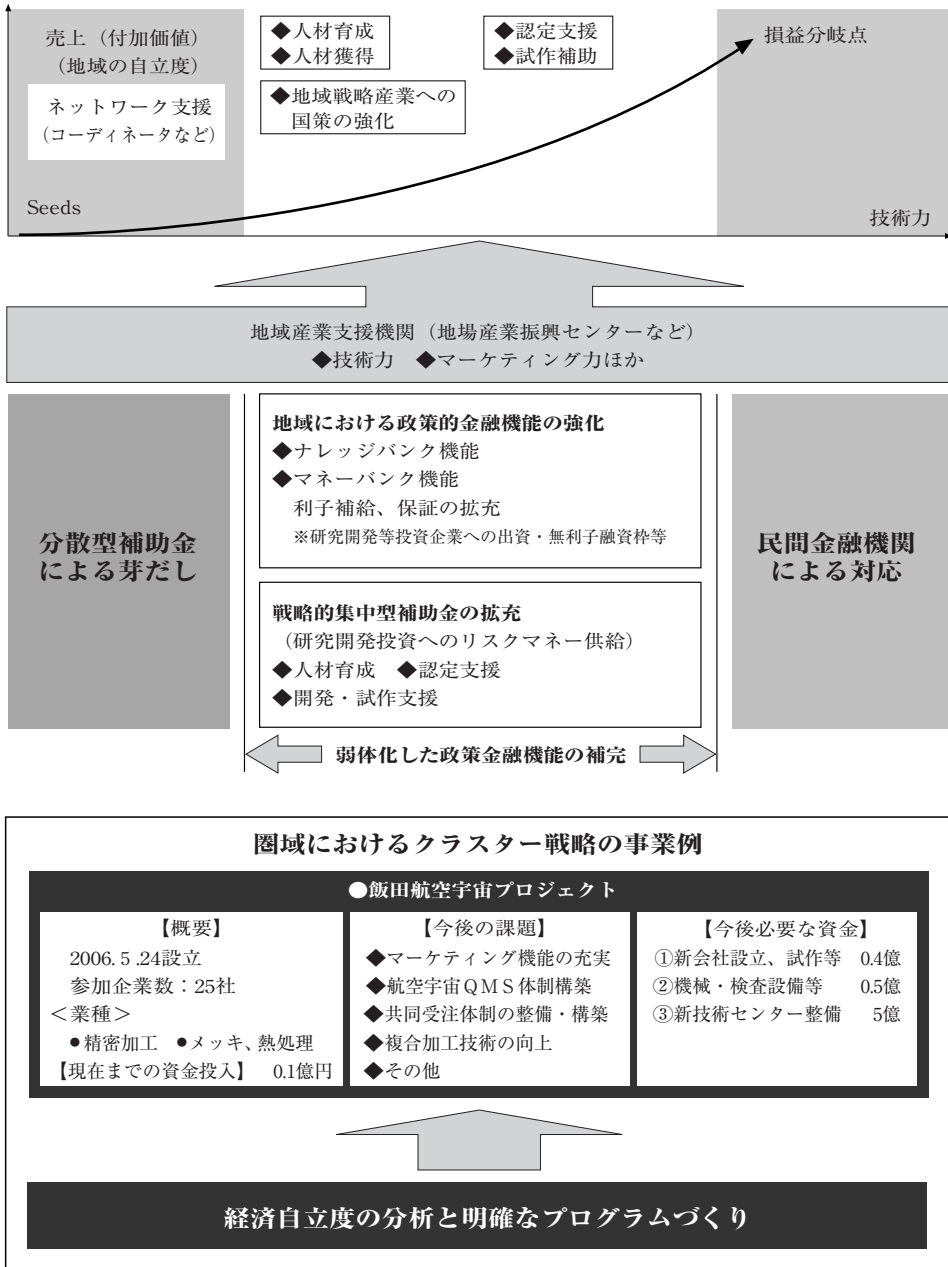 売上（付加価値）
（地域の自立度）
ネットワーク支援
（コーディネータなど）
Seeds
◆人材育成
◆人材獲得
◆地域戦略産業への
国策の強化
◆認定支援
◆試作補助
損益分岐点
技術力
地域産業支援機関（地場産業振興センターなど）
◆技術力　◆マーケティング力ほか
分散型補助金
による芽だし
地域における政策的金融機能の強化
◆ナレッジバンク機能
◆マネーバンク機能
利子補給、保証の拡充
※研究開発等投資企業への出資・無利子融資枠等
戦略的集中型補助金の拡充
（研究開発投資へのリスクマネー供給）
◆人材育成　◆認定支援
◆開発・試作支援
民間金融機関
による対応
弱体化した政策金融機能の補完
圏域におけるクラスター戦略の事業例
●飯田航空宇宙プロジェクト
【概要】
2006. 5 .24設立
参加企業数：25社
＜業種＞
●精密加工　●メッキ、熱処理
【現在までの資金投入】　0.1億円
【今後の課題】
◆マーケティング機能の充実
◆航空宇宙ＱＭＳ体制構築
◆共同受注体制の整備・構築
◆複合加工技術の向上
◆その他
【今後必要な資金】
①新会社設立、試作等　0.4億
②機械・検査設備等　0.5億
③新技術センター整備　5億
経済自立度の分析と明確なプログラムづくり